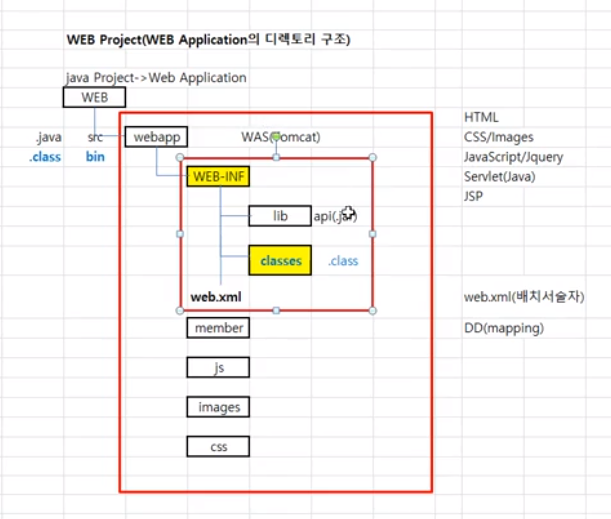 WEB Project(WEB Application의 디렉토리 구조)
java Project->Web Application
WEB
HTML
.java src webapp WAS(Tomcat) CSS/Images
.class bin JavaScript/Jquery
WEB-INF Servlet(Java)
JSP
lib api(.jar)
classes .class
web.xml web.xml(배치서술자)
member DD(mapping)
js
images
css